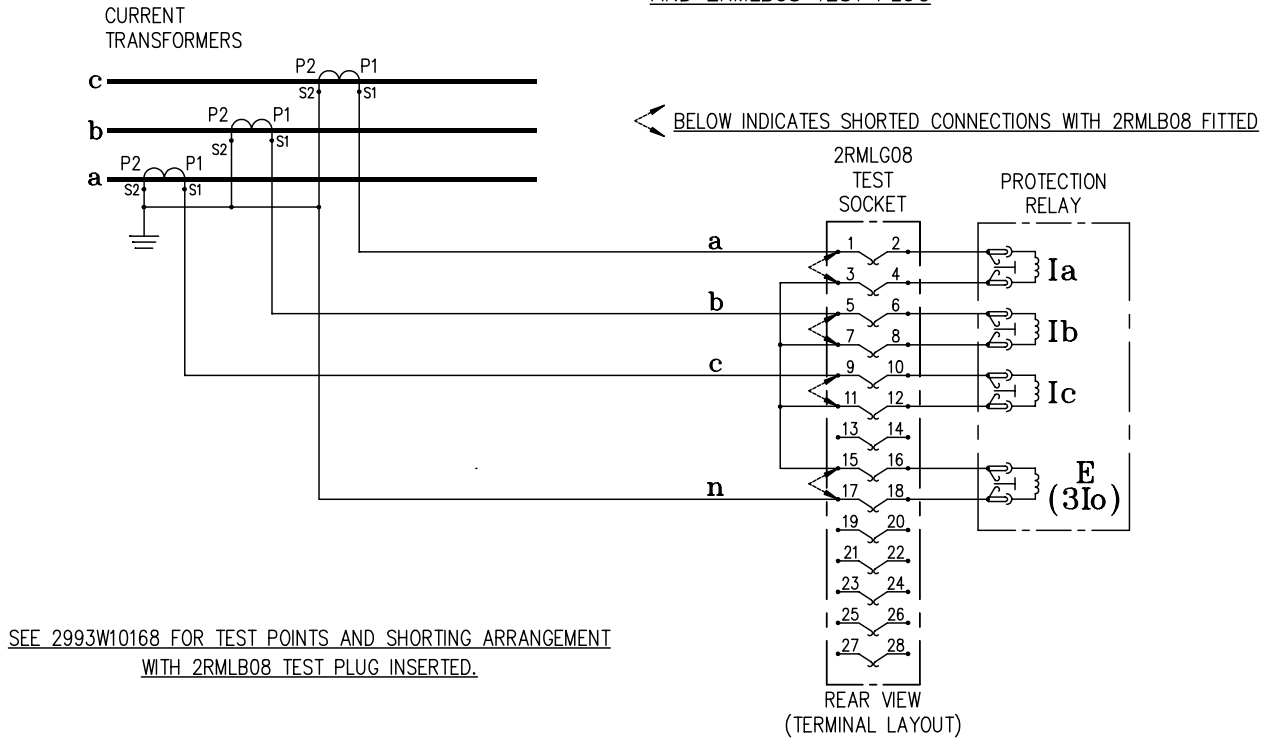 AND 2RMLB08 TEST PLUG
CURRENT
TRANSFORMERS
P2 P1
c
S2 S1
P2 P1
b
S2 S1
P2 P1
a
S2 S1
BELOW INDICATES SHORTED CONNECTIONS WITH 2RMLB08 FITTED
2RMLG08
TEST
SOCKET
PROTECTION
RELAY
a 1 2
3 4 Ia
b 5 6
7 8 Ib
c 9 10
11 12 Ic
13 14
15 16 E
n 17 18 (3Io)
19 20
21 22
23 24
25 26
27 28
REAR VIEW
(TERMINAL LAYOUT)
SEE 2993W10168 FOR TEST POINTS AND SHORTING ARRANGEMENT
WITH 2RMLB08 TEST PLUG INSERTED.